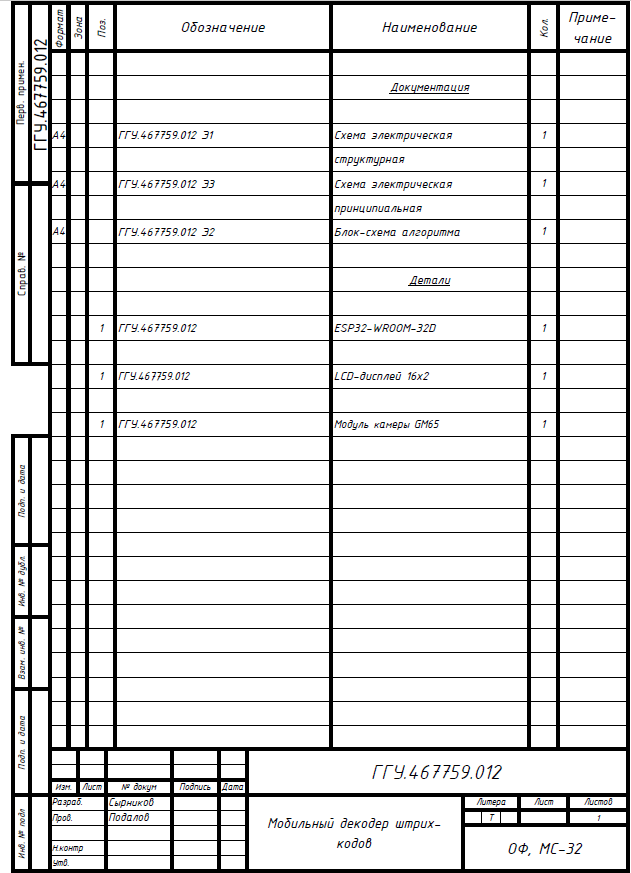 Перв. примен.
ГГУ.467759.012
Справ. №
Подп. и дата
Инв. № дубл.
Взам. инв. №
Подп. и дата
Инв. № подл
Формат
Зона
Поз.
Обозначение
Наименование
Кол.
Приме-
чание
Документация
А4 ГГУ.467759.012 Э1 Схема электрическая 1
структурная
А4 ГГУ.467759.012 Э3 Схема электрическая 1
принципиальная
А4 ГГУ.467759.012 Э2 Блок-схема алгоритма 1
Детали
1 ГГУ.467759.012 ESP32-WROOM-32D 1
1 ГГУ.467759.012 LCD-дисплей 16х2 1
1 ГГУ.467759.012 Модуль камеры GM65 1
ГГУ.467759.012
Изм. Лист № докум Подпись Дата
Разраб. Сырников
Пров. Подалов
Н.контр
Утв.
Мобильный декодер штрих-
кодов
Литера Лист Листов
Т 1
ОФ, МС-32